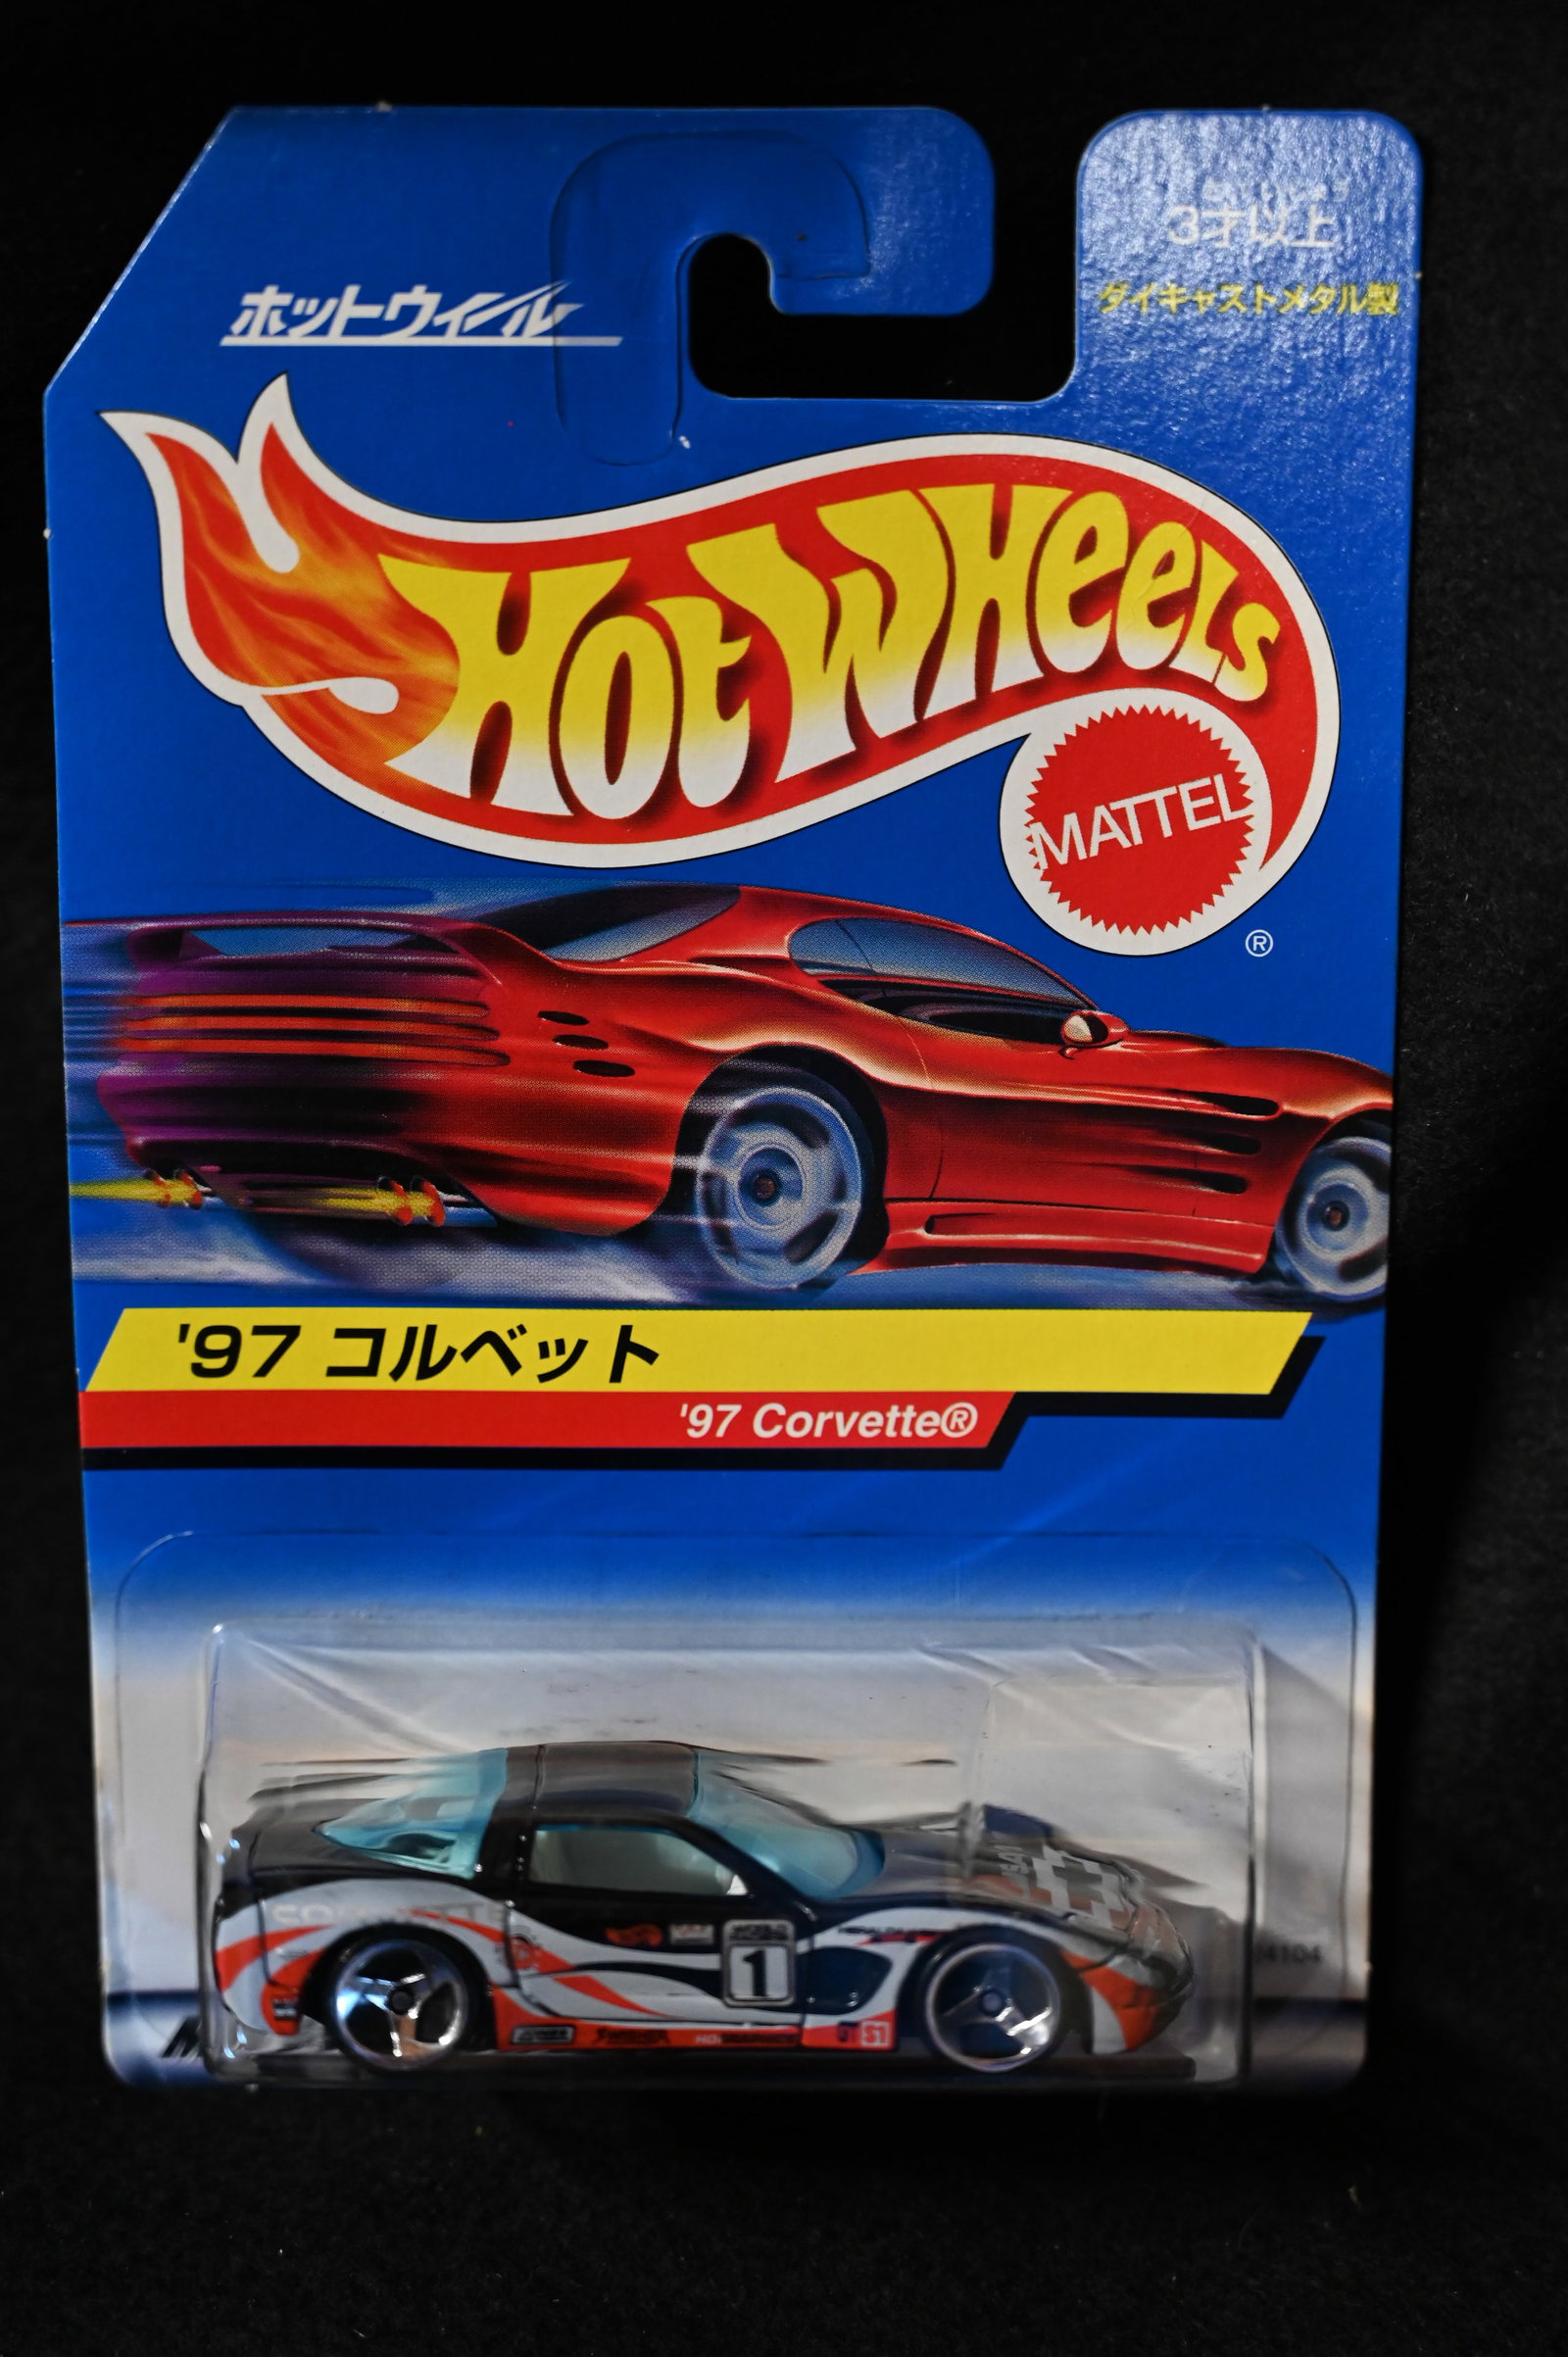 3才以上
ダイキャストメタル製
ホットウィール
HOT WHEELS
MATTEL
®
'97 コルベット
'97 Corvette®
1